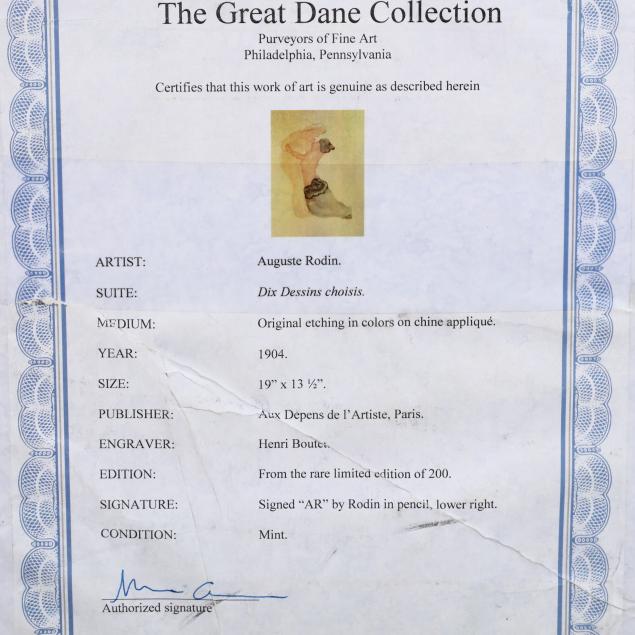 The Great Dane Collection
Purveyors of Fine Art
Philadelphia, Pennsylvania
Certifies that this work of art is genuine as described herein
ARTIST: Auguste Rodin.
SUITE: Dix Dessins choisis.
MEDIUM: Original etching in colors on chine appliqué.
YEAR: 1904.
SIZE: 19” x 13 ½”.
PUBLISHER: Aux Depens de l’Artiste, Paris.
ENGRAVER: Henri Boutet.
EDITION: From the rare limited edition of 200.
SIGNATURE: Signed “AR” by Rodin in pencil, lower right.
CONDITION: Mint.
Authorized signature